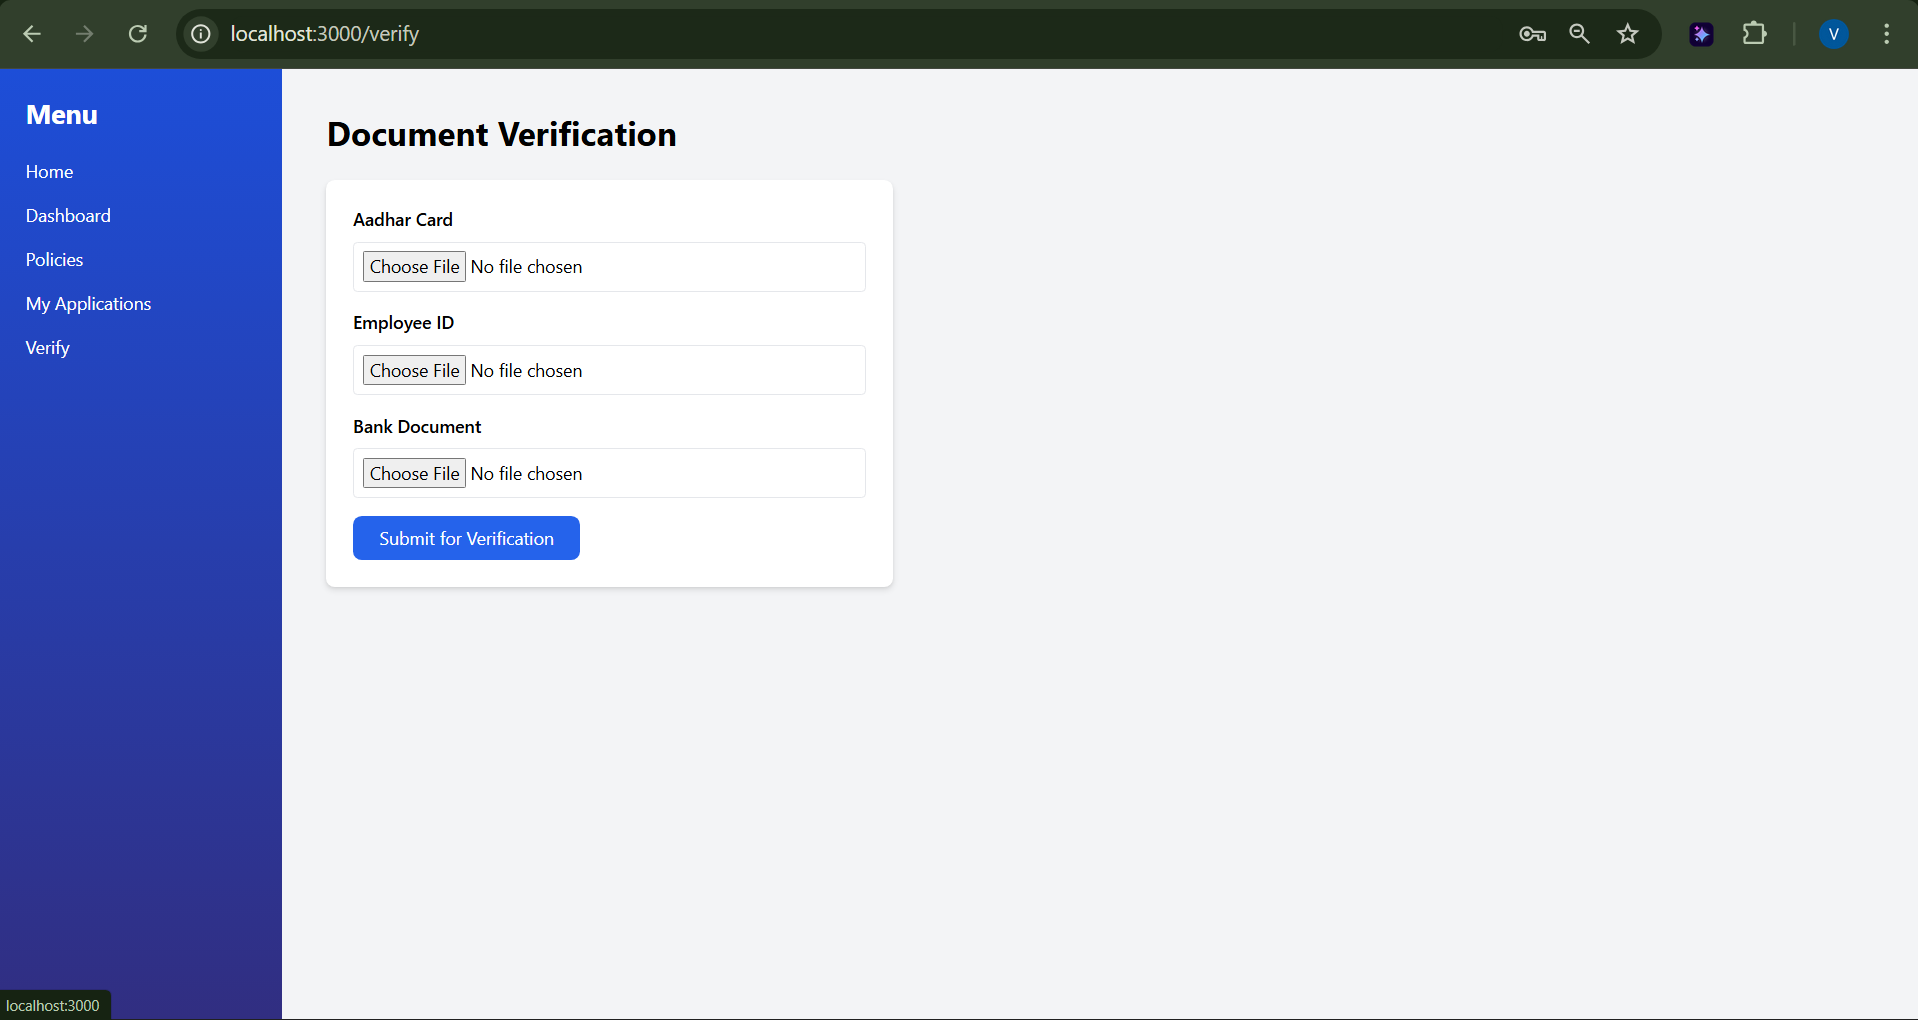 localhost:3000/verify
V
Menu
Home
Dashboard
Policies
My Applications
Verify
Document Verification
Aadhar Card
Choose File No file chosen
Employee ID
Choose File No file chosen
Bank Document
Choose File No file chosen
Submit for Verification
localhost:3000